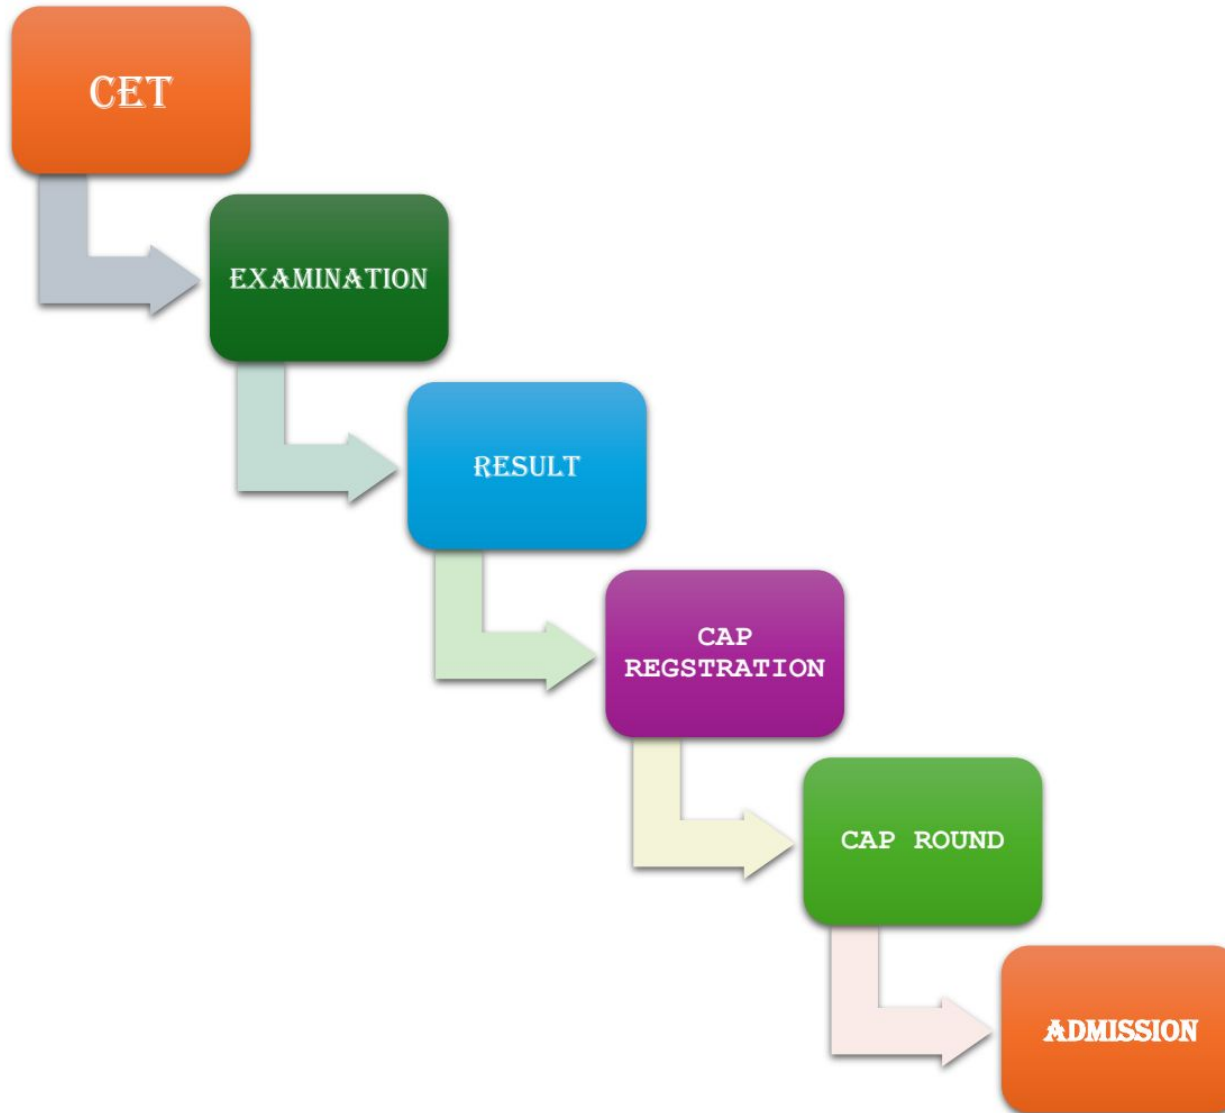 CET
EXAMINATION
RESULT
CAP
REGSTRATION
CAP ROUND
ADMISSION